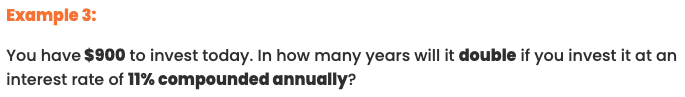 Example 3:
You have $900 to invest today. In how many years will it double if you invest it at an
interest rate of 11% compounded annually?